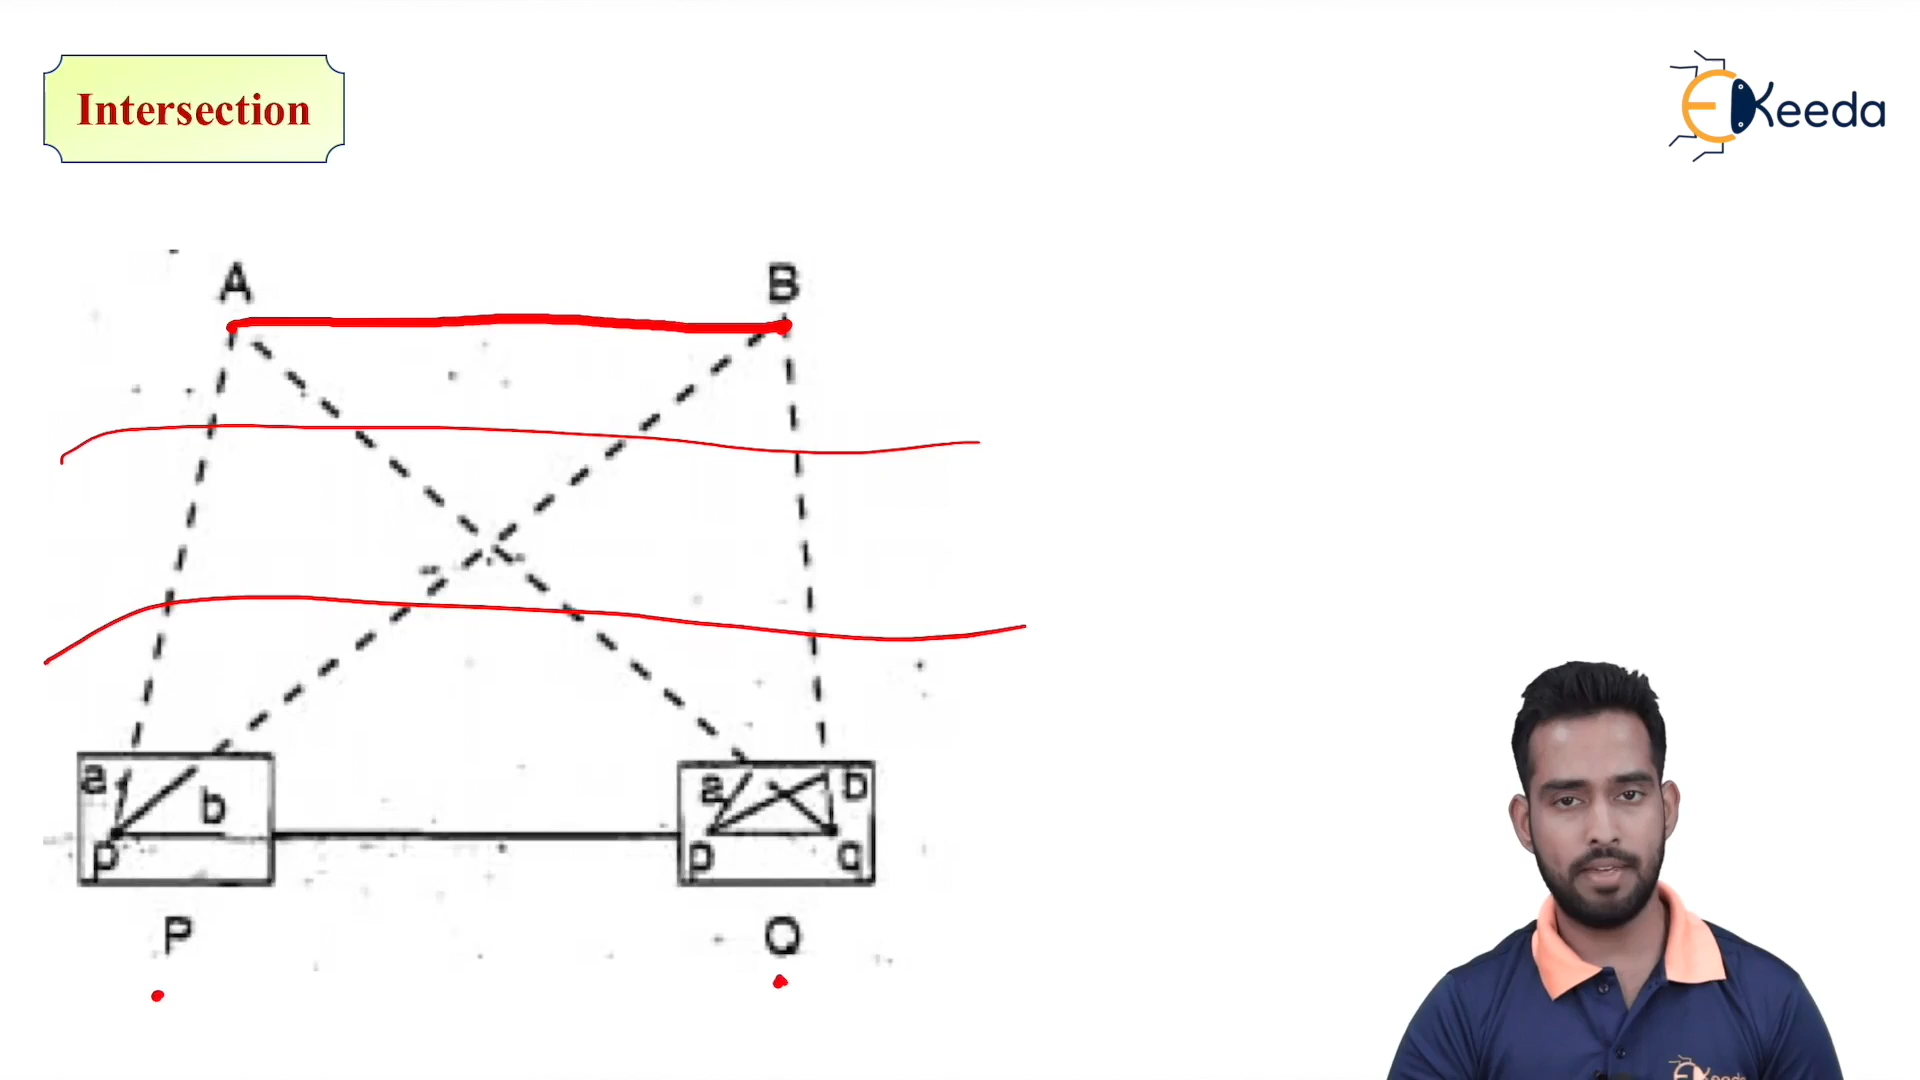 Intersection
EKeeda
A B
a b p
a b p q
P Q